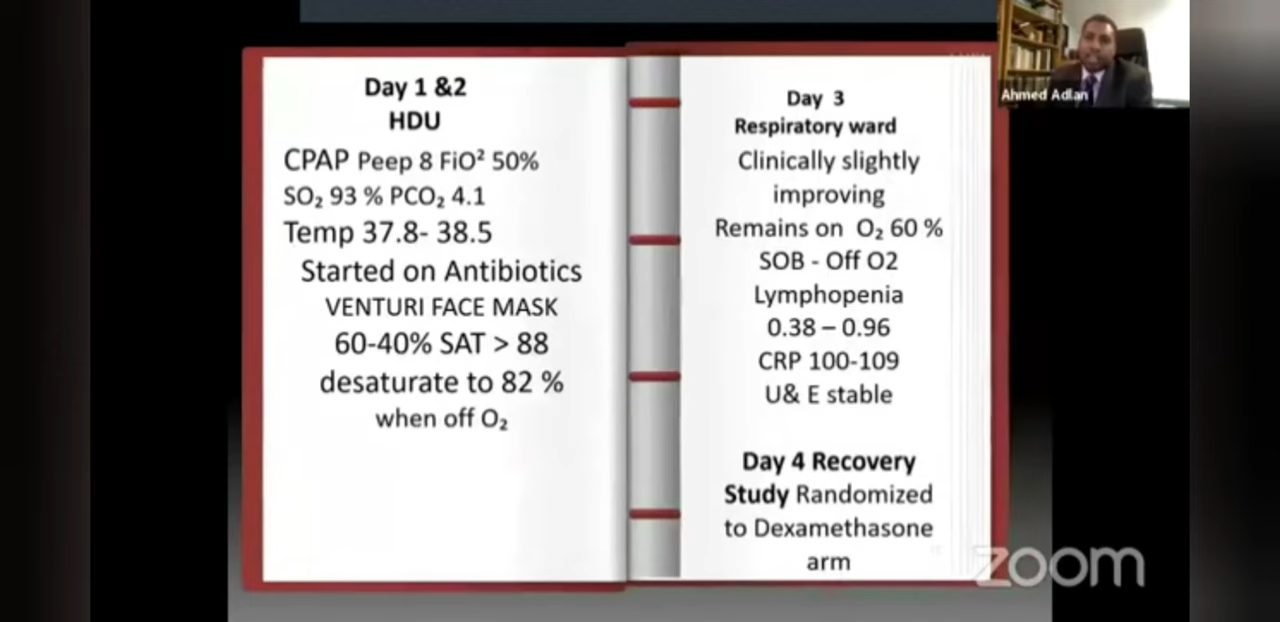 Day 1 &2
HDU
CPAP Peep 8 FiO² 50%
SO₂ 93 % PCO₂ 4.1
Temp 37.8- 38.5
Started on Antibiotics
VENTURI FACE MASK
60-40% SAT > 88
desaturate to 82 %
when off O₂
Day 3
Respiratory ward
Clinically slightly
improving
Remains on O₂ 60 %
SOB - Off O2
Lymphopenia
0.38 – 0.96
CRP 100-109
U& E stable
Day 4 Recovery
Study Randomized
to Dexamethasone
arm
Ahmed Adlan
zoom